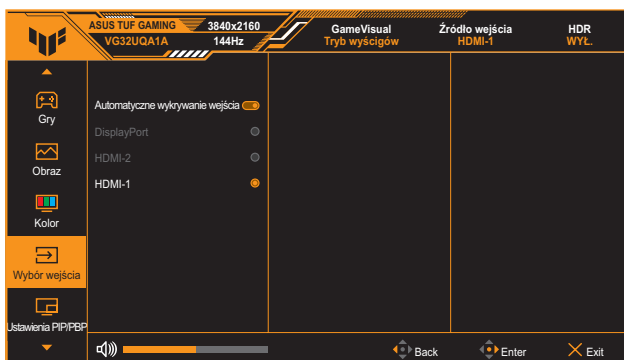 ASUS TUF GAMING
VG32UQA1A
3840x2160
144Hz
GameVisual
Tryb wyścigów
Źródło wejścia
HDMI-1
HDR
WYŁ.
Gry
Obraz
Kolor
Wybór wejścia
Ustawienia PIP/PBP
Automatyczne wykrywanie wejścia
DisplayPort
HDMI-2
HDMI-1
Back
Enter
Exit